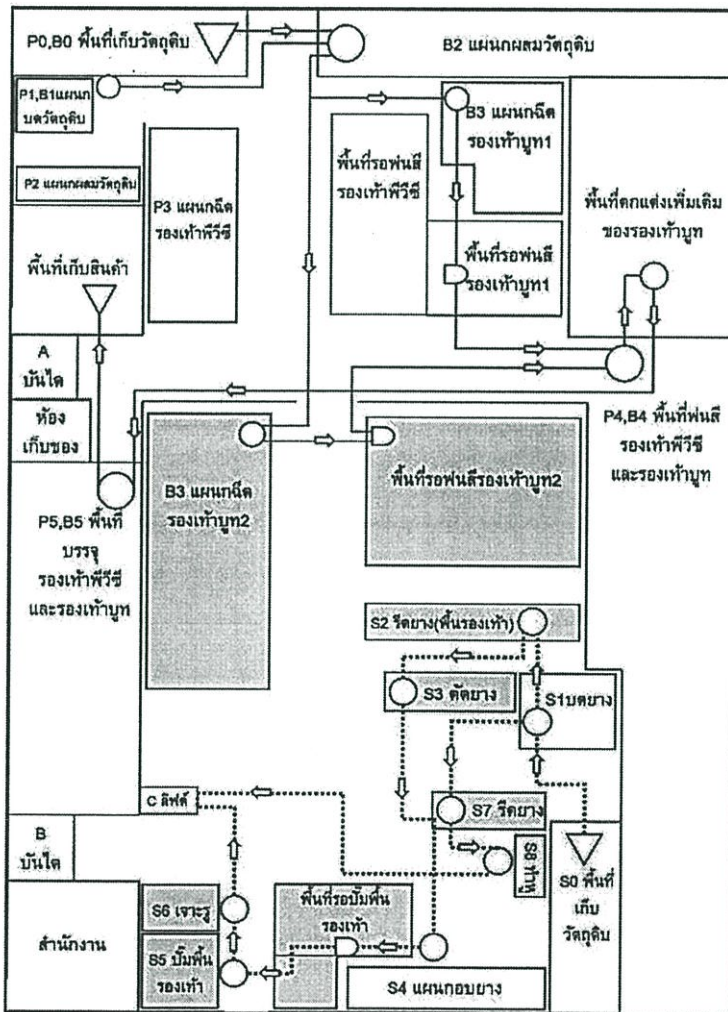 P0,B0 พื้นที่เก็บวัตถุดิบ
B2 แผนกผสมวัตถุดิบ
P1,B1แผนก
บดวัตถุดิบ
B3 แผนกฉีด
รองเท้าบูท1
พื้นที่รอพ่นสี
รองเท้าพีวีซี
P2 แผนกผสมวัตถุดิบ
P3 แผนกฉีด
รองเท้าพีวีซี
พื้นที่ตกแต่งเพิ่มเติม
ของรองเท้าบูท
พื้นที่รอพ่นสี
รองเท้าบูท1
พื้นที่เก็บสินค้า
A
บันได
ห้อง
เก็บของ
P4,B4 พื้นที่พ่นสี
รองเท้าพีวีซี
และรองเท้าบูท
B3 แผนกฉีด
รองเท้าบูท2
พื้นที่รอพ่นสีรองเท้าบูท2
P5,B5 พื้นที่
บรรจุ
รองเท้าพีวีซี
และรองเท้าบูท
S2 รีดยาง(พื้นรองเท้า)
S3 ตัดยาง
S1บดยาง
C ลิฟต์
S7 รีดยาง
B
บันได
S8 ทำหู
S0 พื้นที่
เก็บ
วัตถุดิบ
สำนักงาน
S6 เจาะรู
พื้นที่รอปั๊มพื้น
รองเท้า
S5 ปั๊มพื้น
รองเท้า
S4 แผนกอบยาง